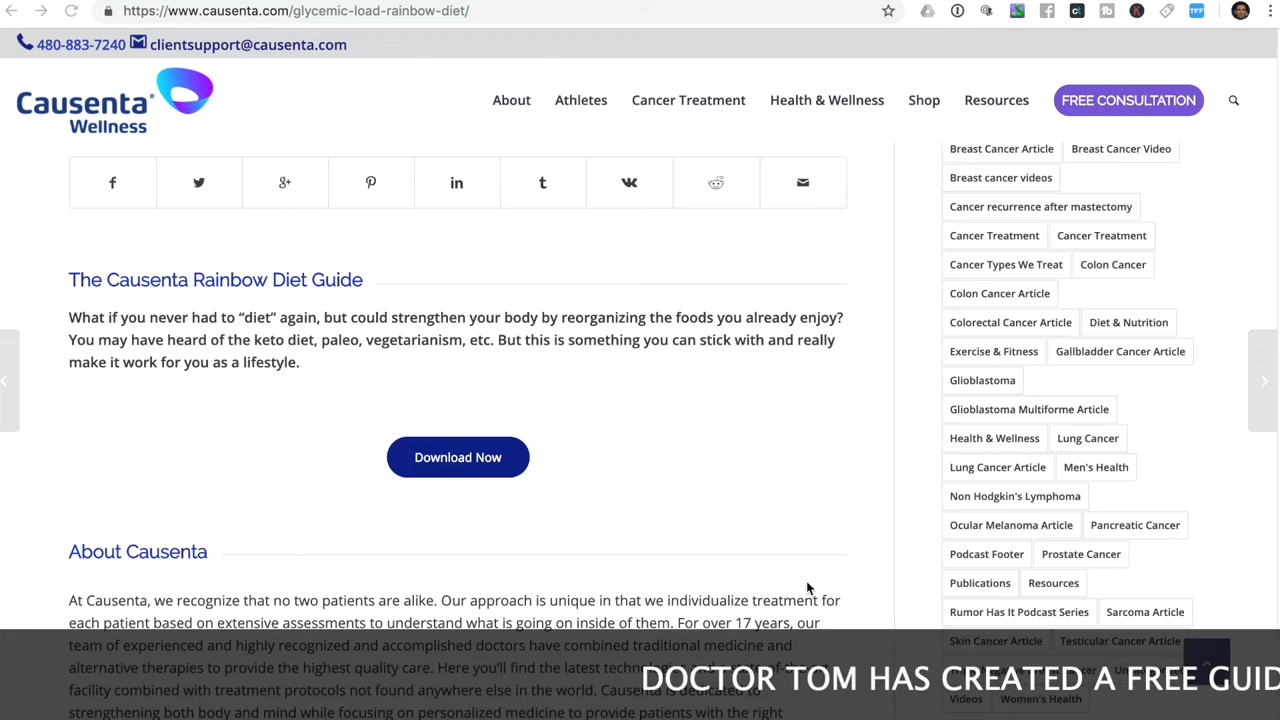 https://www.causenta.com/glycemic-load-rainbow-diet/
480-883-7240 clientsupport@causenta.com
Causenta
Wellness
About Athletes Cancer Treatment Health & Wellness Shop Resources FREE CONSULTATION
The Causenta Rainbow Diet Guide
What if you never had to “diet” again, but could strengthen your body by reorganizing the foods you already enjoy?
You may have heard of the keto diet, paleo, vegetarianism, etc. But this is something you can stick with and really
make it work for you as a lifestyle.
Download Now
About Causenta
At Causenta, we recognize that no two patients are alike. Our approach is unique in that we individualize treatment for
each patient based on extensive assessments to understand what is going on inside of them. For over 17 years, our
team of experienced and highly recognized and accomplished doctors have combined traditional medicine and
alternative therapies to provide the highest quality care. Here you’ll find the latest
facility combined with treatment protocols not found anywhere else in the world. Causenta is dedicated to
strengthening both body and mind while focusing on personalized medicine to provide patients with the right
Breast Cancer Article Breast Cancer Video
Breast cancer videos
Cancer recurrence after mastectomy
Cancer Treatment Cancer Treatment
Cancer Types We Treat Colon Cancer
Colon Cancer Article
Colorectal Cancer Article Diet & Nutrition
Exercise & Fitness Gallbladder Cancer Article
Glioblastoma
Glioblastoma Multiforme Article
Health & Wellness Lung Cancer
Lung Cancer Article Men's Health
Non Hodgkin's Lymphoma
Ocular Melanoma Article Pancreatic Cancer
Podcast Footer Prostate Cancer
Publications Resources
Rumor Has It Podcast Series Sarcoma Article
Skin Cancer Article Testicular Cancer Article
Videos Women's Health
DOCTOR TOM HAS CREATED A FREE GUID